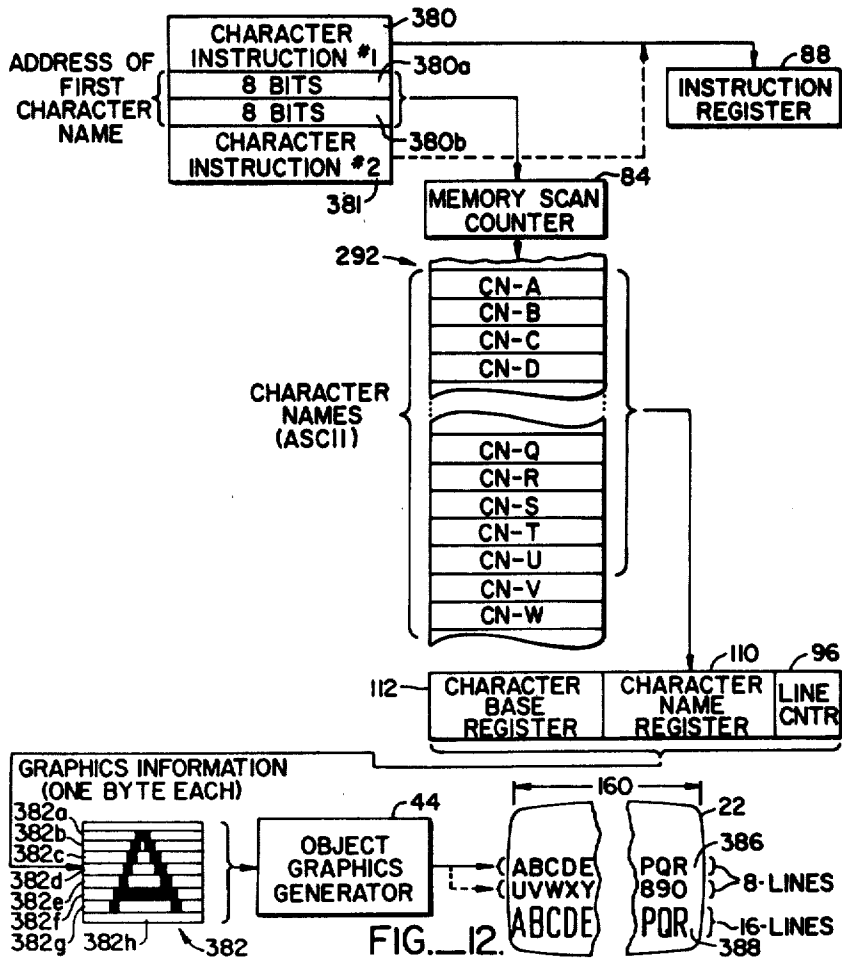 CHARACTER
INSTRUCTION #1
380
ADDRESS OF
FIRST
CHARACTER
NAME
8 BITS
380a
8 BITS
380b
CHARACTER
INSTRUCTION #2
381
88
INSTRUCTION
REGISTER
84
MEMORY SCAN
COUNTER
292
CN-A
CN-B
CN-C
CN-D
CHARACTER
NAMES
(ASCII)
CN-Q
CN-R
CN-S
CN-T
CN-U
CN-V
CN-W
112
CHARACTER
BASE
REGISTER
110
CHARACTER
NAME
REGISTER
96
LINE
CNTR
GRAPHICS INFORMATION
(ONE BYTE EACH)
382a
382b
382c
382d
382e
382f
382g
382h
382
44
OBJECT
GRAPHICS
GENERATOR
160
22
386
ABCDE PQR
UVWXY 890
8-LINES
ABCDE PQR
16-LINES
388
FIG._12.